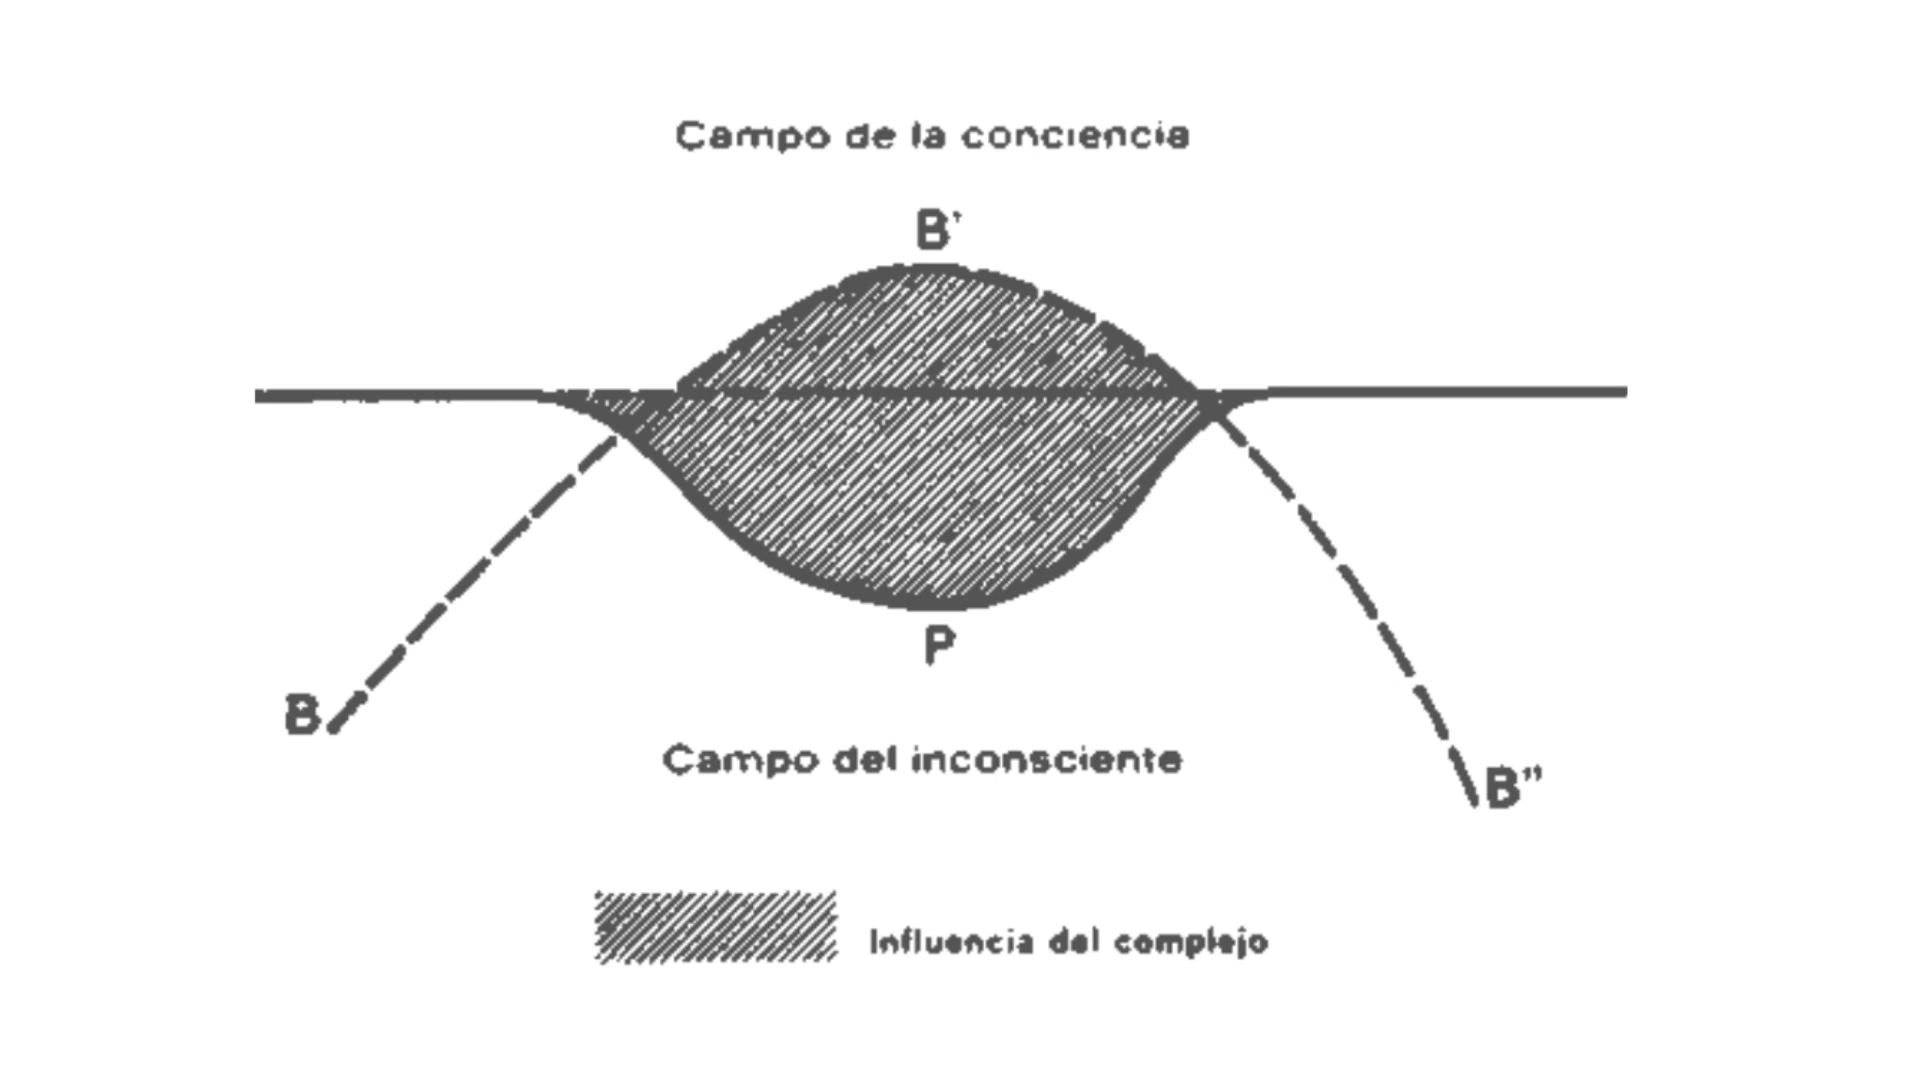 Campo de la conciencia
B'
P
B
Campo del inconsciente
B"
Influencia del complejo